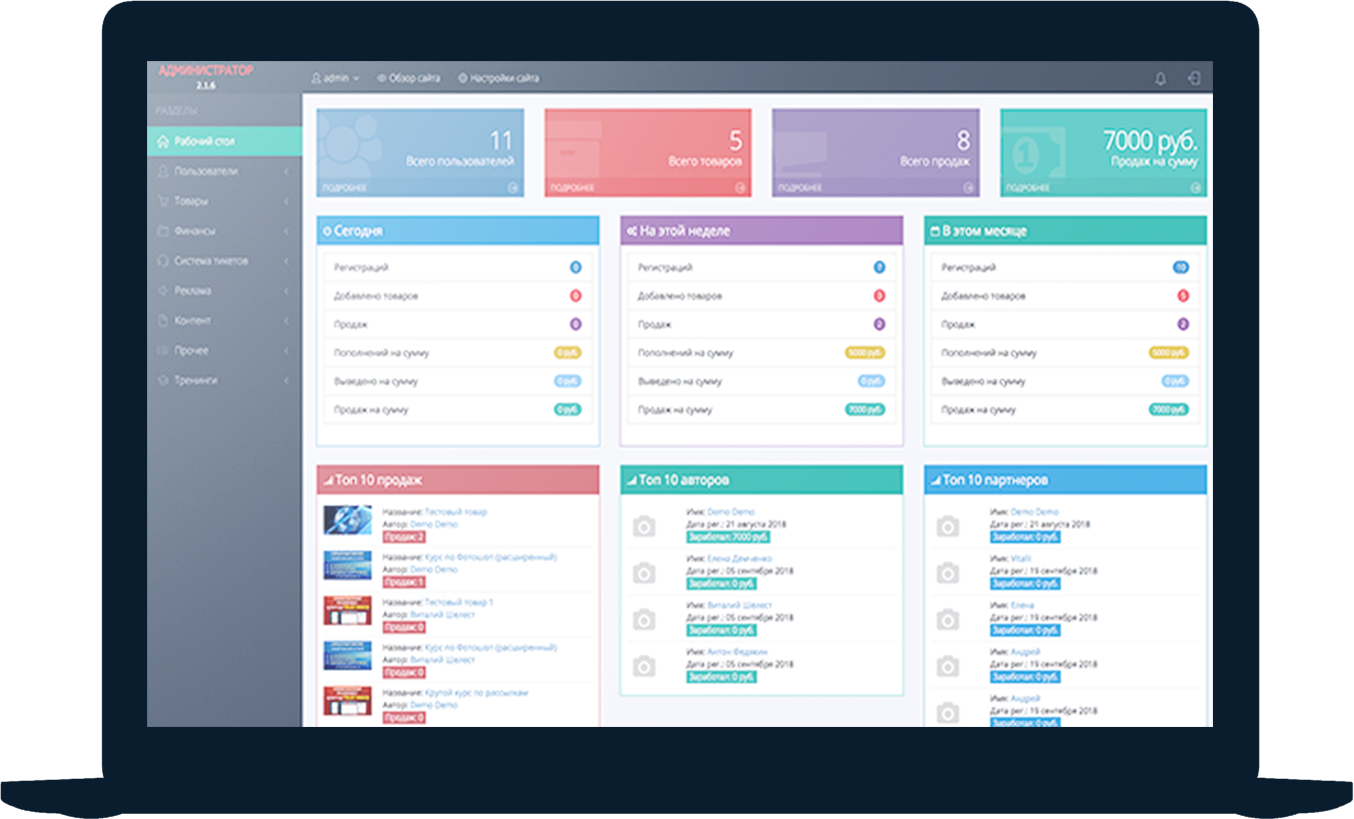 АДМИНИСТРАТОР
2.1.6
admin
Обзор сайта
Настройки сайта
РАЗДЕЛЫ
Рабочий стол
Пользователи
Товары
Финансы
Система тикетов
Реклама
Контент
Прочее
Тренинги
11
Всего пользователей
ПОДРОБНЕЕ
5
Всего товаров
ПОДРОБНЕЕ
8
Всего продаж
ПОДРОБНЕЕ
7000 руб.
Продаж на сумму
ПОДРОБНЕЕ
Сегодня
Регистраций 0
Добавлено товаров 0
Продаж 0
Пополнений на сумму 0 руб.
Выведено на сумму 0 руб.
Продаж на сумму 0 руб.
На этой неделе
Регистраций
Добавлено товаров
Продаж 2
Пополнений на сумму 5000 руб.
Выведено на сумму 0 руб.
Продаж на сумму 7000 руб.
В этом месяце
Регистраций 10
Добавлено товаров 5
Продаж 2
Пополнений на сумму 5000 руб.
Выведено на сумму 0 руб.
Продаж на сумму 7000 руб.
Топ 10 продаж
Название: Тестовый товар
Автор: Demo Demo
Продаж: 2
Название: Курс по Фотошоп (расширенный)
Автор: Demo Demo
Продаж: 1
Название: Тестовый товар 1
Автор: Виталий Шелест
Продаж: 0
Название: Курс по Фотошоп (расширенный)
Автор: Виталий Шелест
Продаж: 0
Название: Крутой курс по рассылкам
Автор: Demo Demo
Продаж: 0
Топ 10 авторов
Имя: Demo Demo
Дата рег.: 21 августа 2018
Заработал: 7000 руб.
Имя: Елена Демченко
Дата рег.: 05 сентября 2018
Заработал: 0 руб.
Имя: Виталий Шелест
Дата рег.: 05 сентября 2018
Заработал: 0 руб.
Имя: Антон Федякин
Дата рег.: 05 сентября 2018
Заработал: 0 руб.
Топ 10 партнеров
Имя: Demo Demo
Дата рег.: 21 августа 2018
Заработал: 0 руб.
Имя: Vitalii
Дата рег.: 19 сентября 2018
Заработал: 0 руб.
Имя: Елена
Дата рег.: 19 сентября 2018
Заработал: 0 руб.
Имя: Андрей
Дата рег.: 19 сентября 2018
Заработал: 0 руб.
Имя: Андрей
Дата рег.: 19 сентября 2018
Заработал: 0 руб.